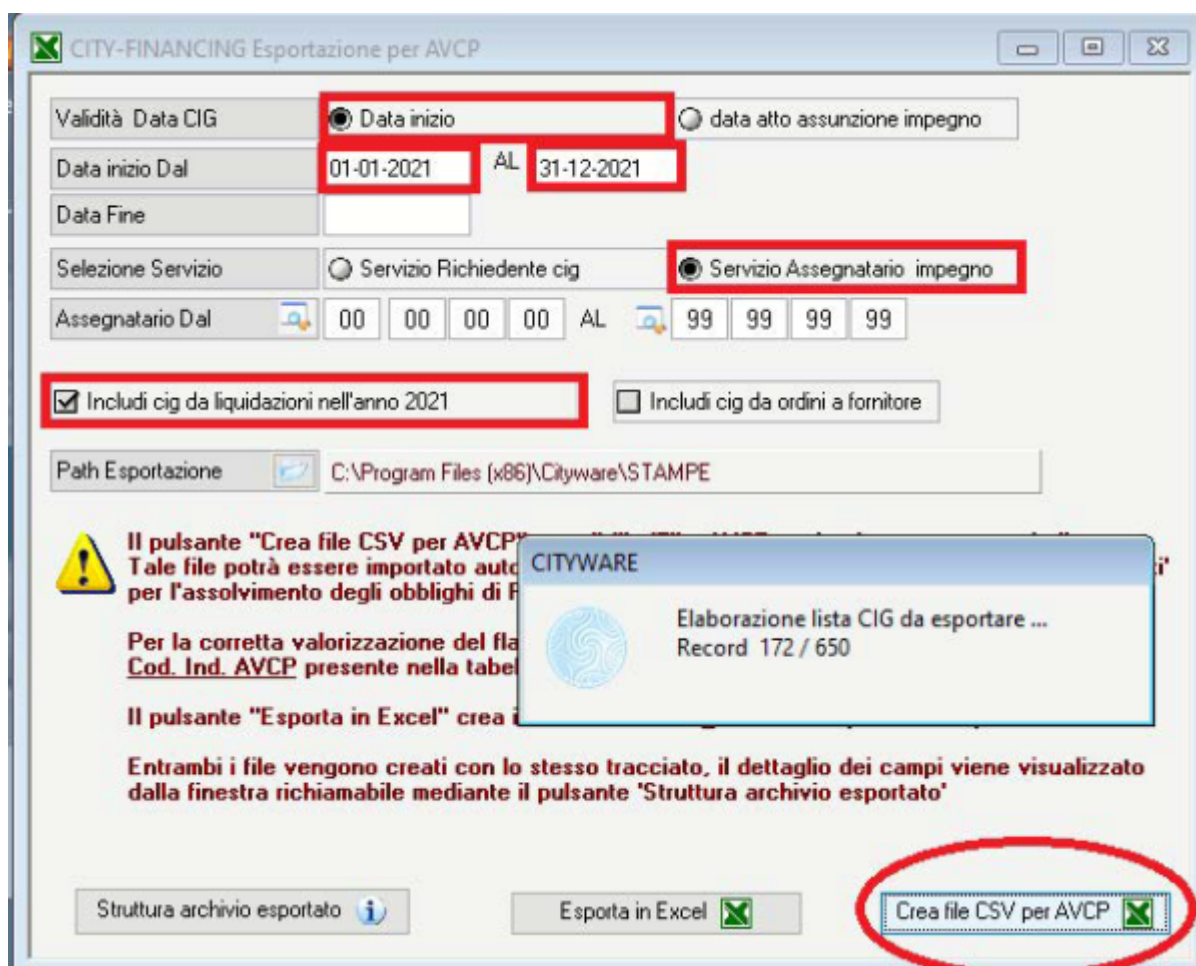 CITY-FINANCING Esportazione per AVCP
Validità Data CIG Data inizio data atto assunzione impegno
Data inizio Dal 01-01-2021 AL 31-12-2021
Data Fine
Selezione Servizio Servizio Richiedente cig Servizio Assegnatario impegno
Assegnatario Dal 00 00 00 00 AL 99 99 99 99
Includi cig da liquidazioni nell'anno 2021 Includi cig da ordini a fornitore
Path Esportazione C:\Program Files (x86)\Cityware\STAMPE
Il pulsante "Crea file CSV per AVCP"
Tale file potrà essere importato
per l'assolvimento degli obblighi di
CITYWARE
Elaborazione lista CIG da esportare ...
Record 172 / 650
Per la corretta valorizzazione del
Cod. Ind. AVCP presente nella
Il pulsante "Esporta in Excel" crea
Entrambi i file vengono creati con lo stesso tracciato, il dettaglio dei campi viene visualizzato
dalla finestra richiamabile mediante il pulsante 'Struttura archivio esportato'
Struttura archivio esportato Esporta in Excel Crea file CSV per AVCP